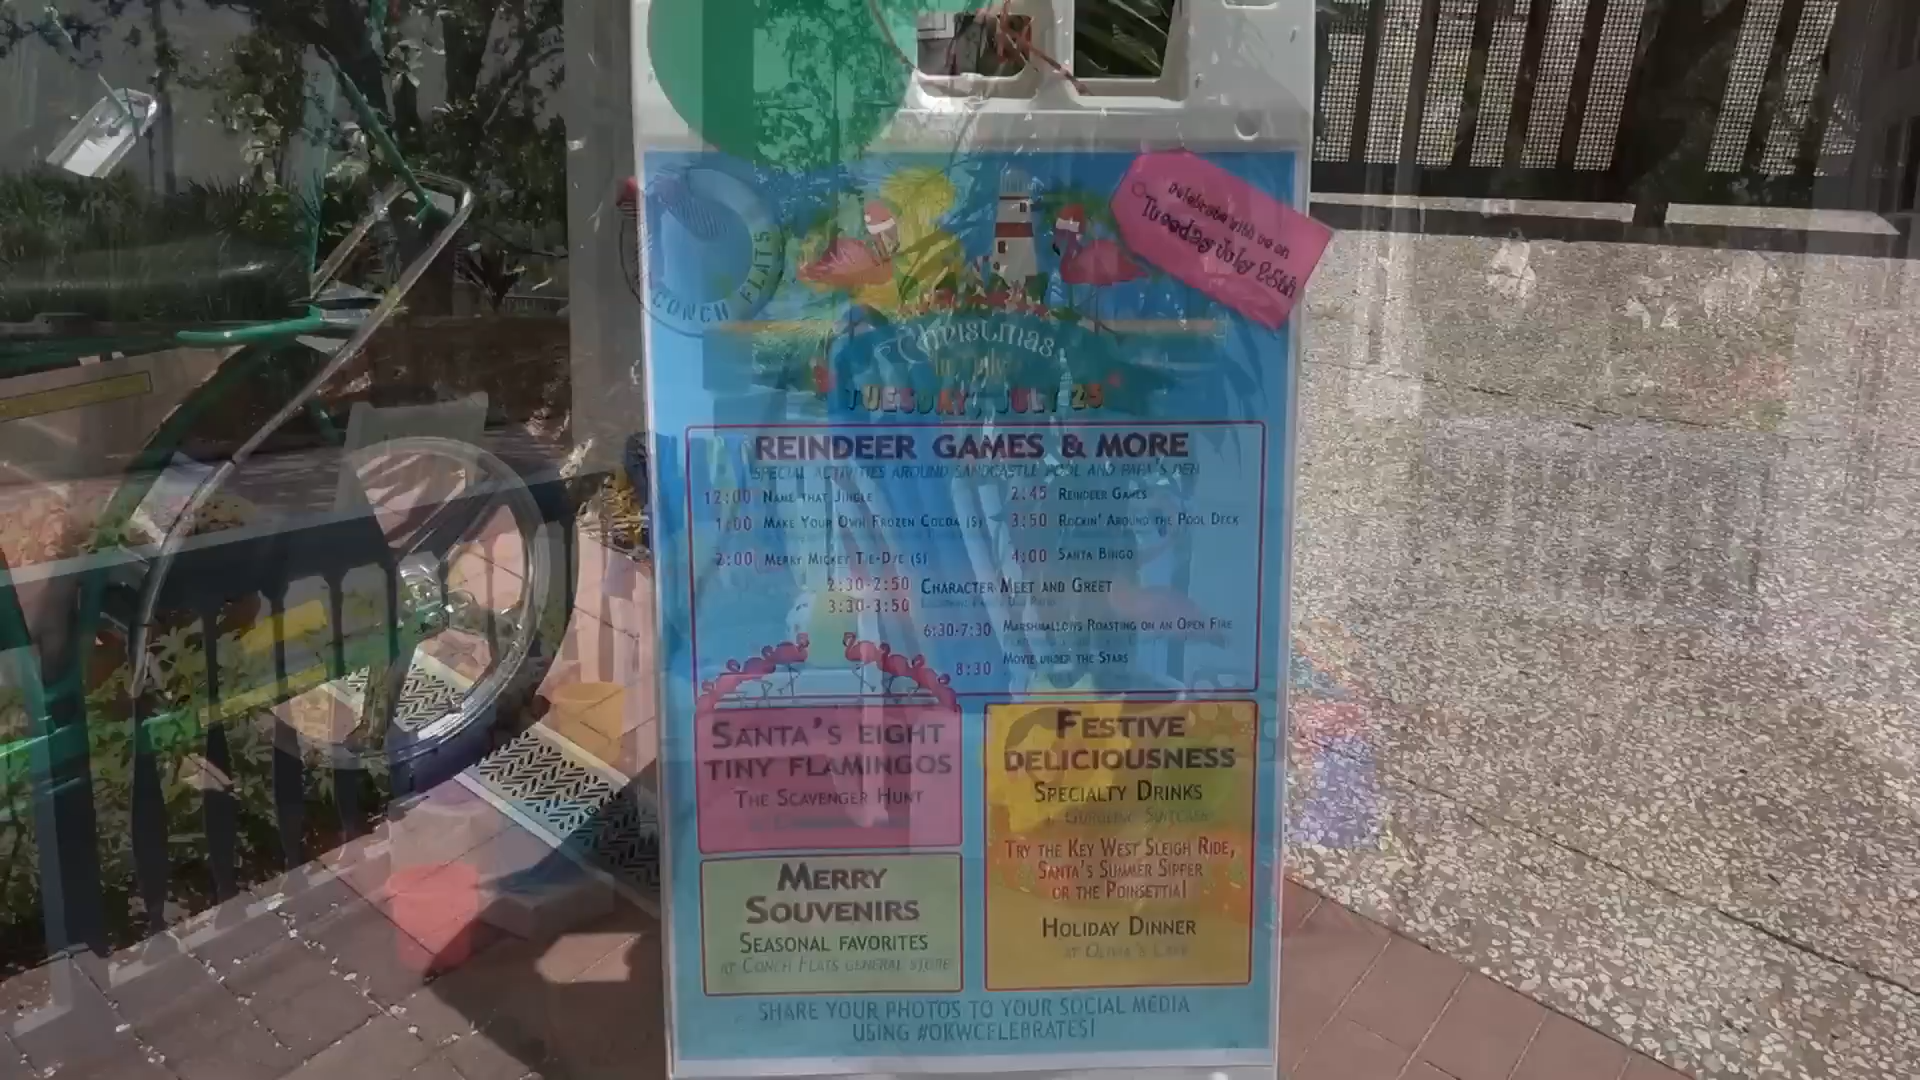 CONCH FLATS
Celebrate with us on
Tuesday July 25th
Christmas
in July
TUESDAY, JULY 25
REINDEER GAMES & MORE
SPECIAL ACTIVITIES AROUND SANDCASTLE POOL AND PAPA'S DEN
12:00 NAME THAT JINGLE
1:00 MAKE YOUR OWN FROZEN COCOA ($)
2:00 MERRY MICKEY TIE-DYE ($)
2:45 REINDEER GAMES
3:50 ROCKIN' AROUND THE POOL DECK
4:00 SANTA BINGO
2:30-2:50 CHARACTER MEET AND GREET
3:30-3:50
6:30-7:30 MARSHMALLOWS ROASTING ON AN OPEN FIRE
8:30 MOVIE UNDER THE STARS
SANTA'S EIGHT
TINY FLAMINGOS
THE SCAVENGER HUNT
MERRY
SOUVENIRS
SEASONAL FAVORITES
AT CONCH FLATS GENERAL STORE
FESTIVE
DELICIOUSNESS
SPECIALTY DRINKS
AT GURGLING SUITCASE
TRY THE KEY WEST SLEIGH RIDE,
SANTA'S SUMMER SIPPER
OR THE POINSETTIA!
HOLIDAY DINNER
AT OLIVIA'S CAFE
SHARE YOUR PHOTOS TO YOUR SOCIAL MEDIA
USING #OKWCELEBRATES!